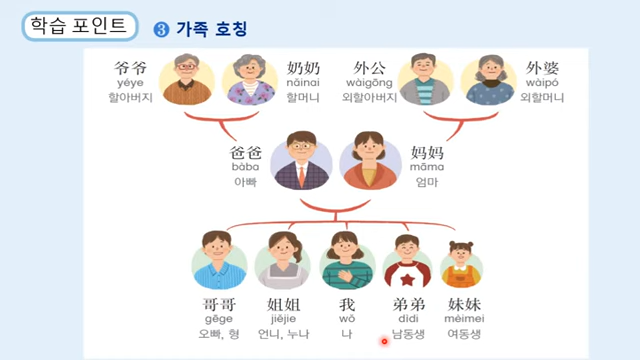 학습 포인트
❸ 가족 호칭
爷爷 奶奶 外公 外婆
yéye nǎinai wàigōng wàipó
할아버지 할머니 외할아버지 외할머니
爸爸 妈妈
bàba māma
아빠 엄마
哥哥 姐姐 我 弟弟 妹妹
gēge jiějie wǒ dìdi mèimei
오빠, 형 언니, 누나 나 남동생 여동생